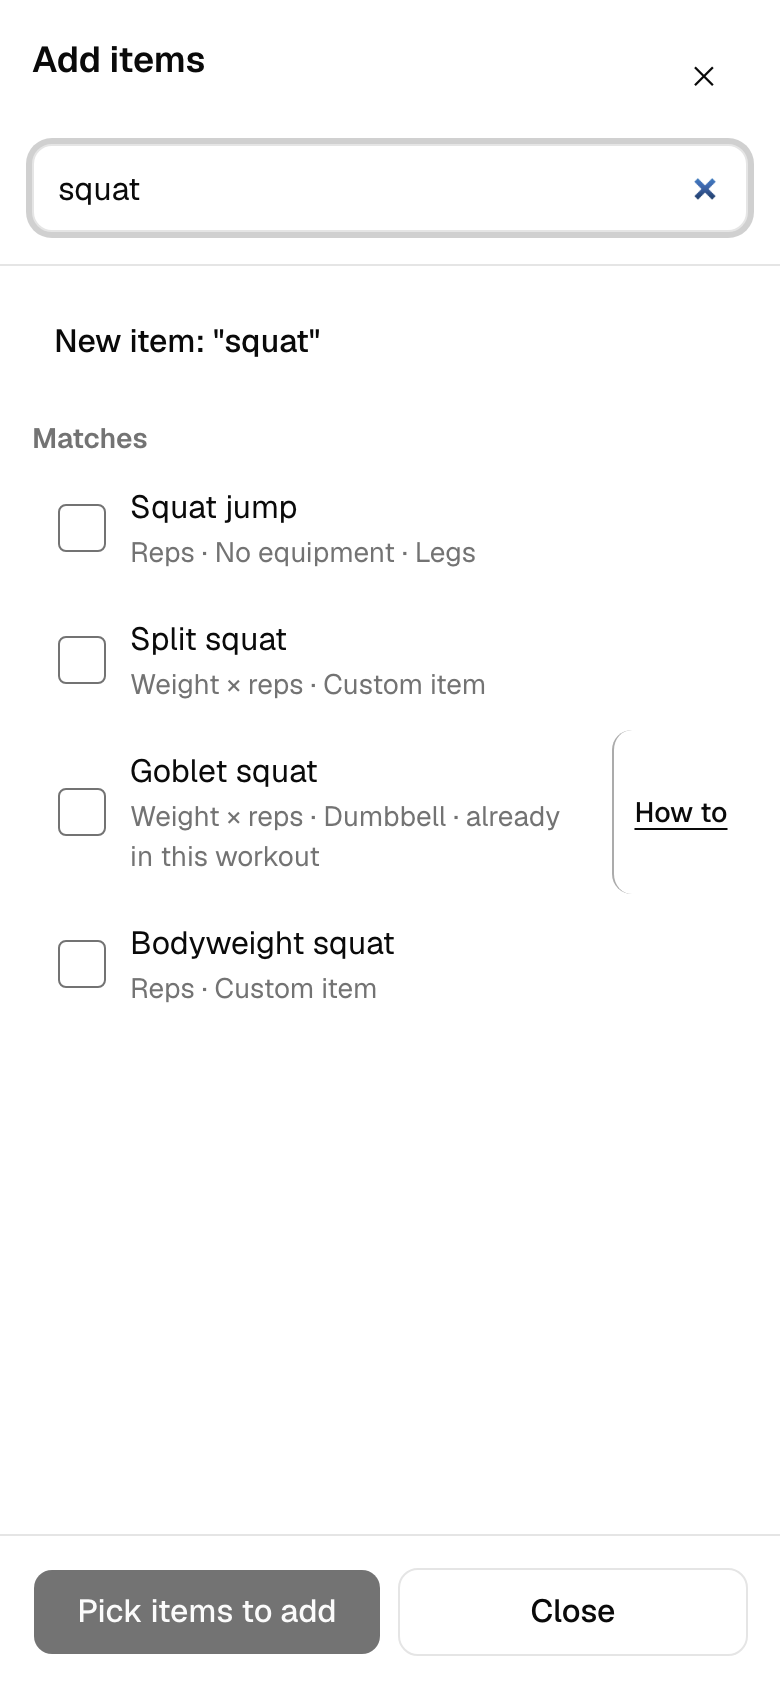 Add items
squat
New item: "squat"
Matches
Squat jump
Reps · No equipment · Legs
Split squat
Weight × reps · Custom item
Goblet squat
Weight × reps · Dumbbell · already
in this workout
How to
Bodyweight squat
Reps · Custom item
Pick items to add
Close